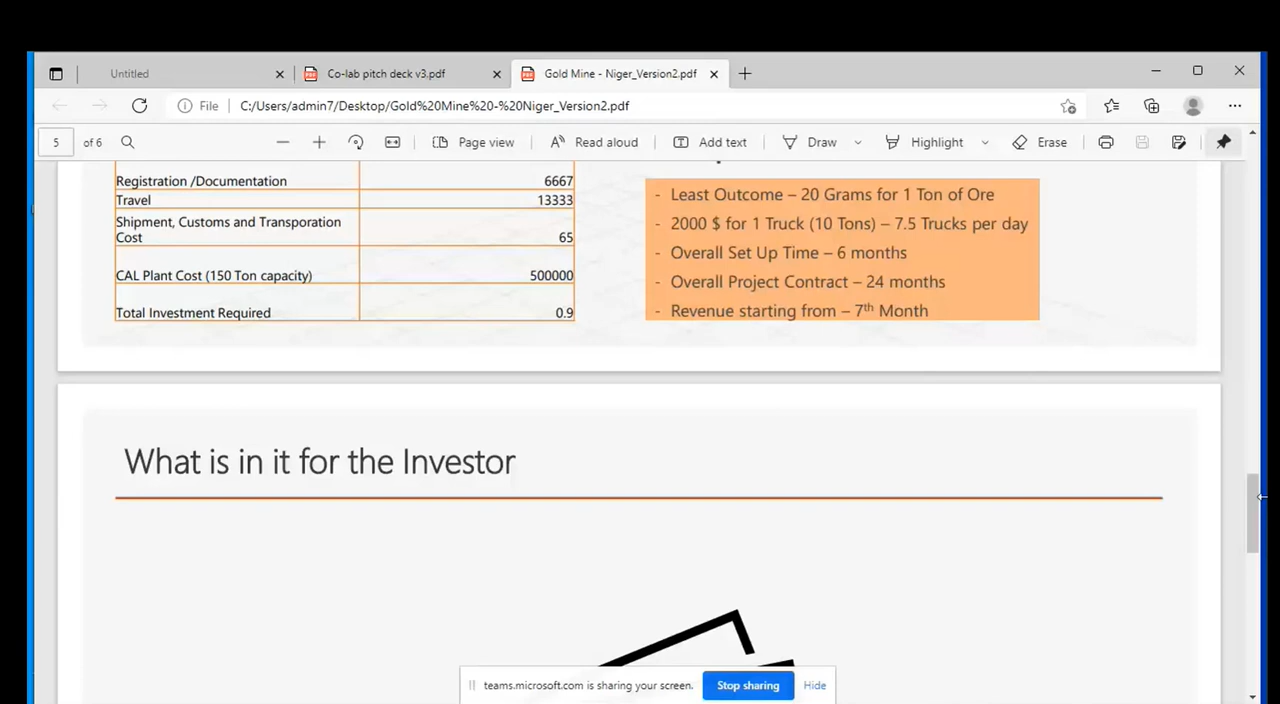 Untitled
Co-lab pitch deck v3.pdf
Gold Mine - Niger_Version2.pdf
File
C:/Users/admin7/Desktop/Gold%20Mine%20-%20Niger_Version2.pdf
5 of 6
Page view
Read aloud
Add text
Draw
Highlight
Erase
Registration /Documentation 6667
Travel 13333
Shipment, Customs and Transporation
Cost 65
CAL Plant Cost (150 Ton capacity) 500000
Total Investment Required 0.9
- Least Outcome – 20 Grams for 1 Ton of Ore
- 2000 $ for 1 Truck (10 Tons) – 7.5 Trucks per day
- Overall Set Up Time – 6 months
- Overall Project Contract – 24 months
- Revenue starting from – 7th Month
What is in it for the Investor
teams.microsoft.com is sharing your screen.
Stop sharing
Hide